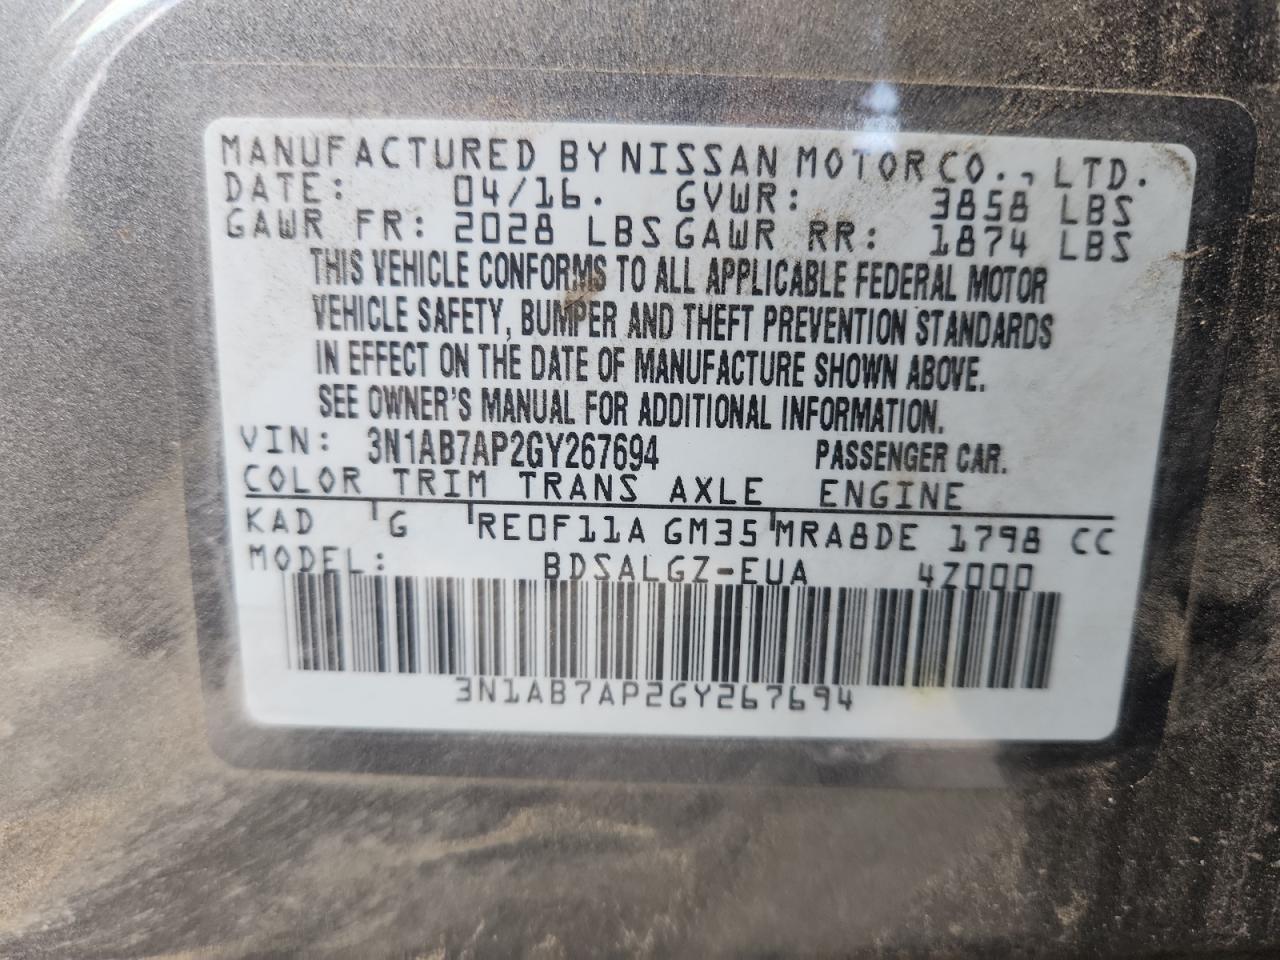 MANUFACTURED BY NISSAN MOTOR CO., LTD.
DATE: 04/16. GVWR: 3858 LBS
GAWR FR: 2028 LBS GAWR RR: 1874 LBS
THIS VEHICLE CONFORMS TO ALL APPLICABLE FEDERAL MOTOR
VEHICLE SAFETY, BUMPER AND THEFT PREVENTION STANDARDS
IN EFFECT ON THE DATE OF MANUFACTURE SHOWN ABOVE.
SEE OWNER'S MANUAL FOR ADDITIONAL INFORMATION.
VIN: 3N1AB7AP2GY267694 PASSENGER CAR.
COLOR TRIM TRANS AXLE ENGINE
KAD G RE0F11A GM35 MRA8DE 1798 CC
MODEL: BDSALGZ-EUA 4Z000
3N1AB7AP2GY267694